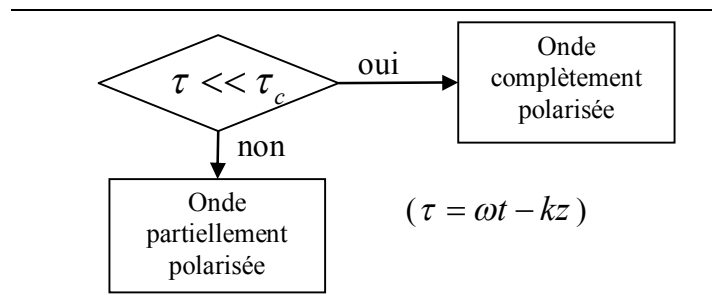 τ << τ_c
oui
Onde
complètement
polarisée
non
Onde
partiellement
polarisée
( τ = ωt − kz )